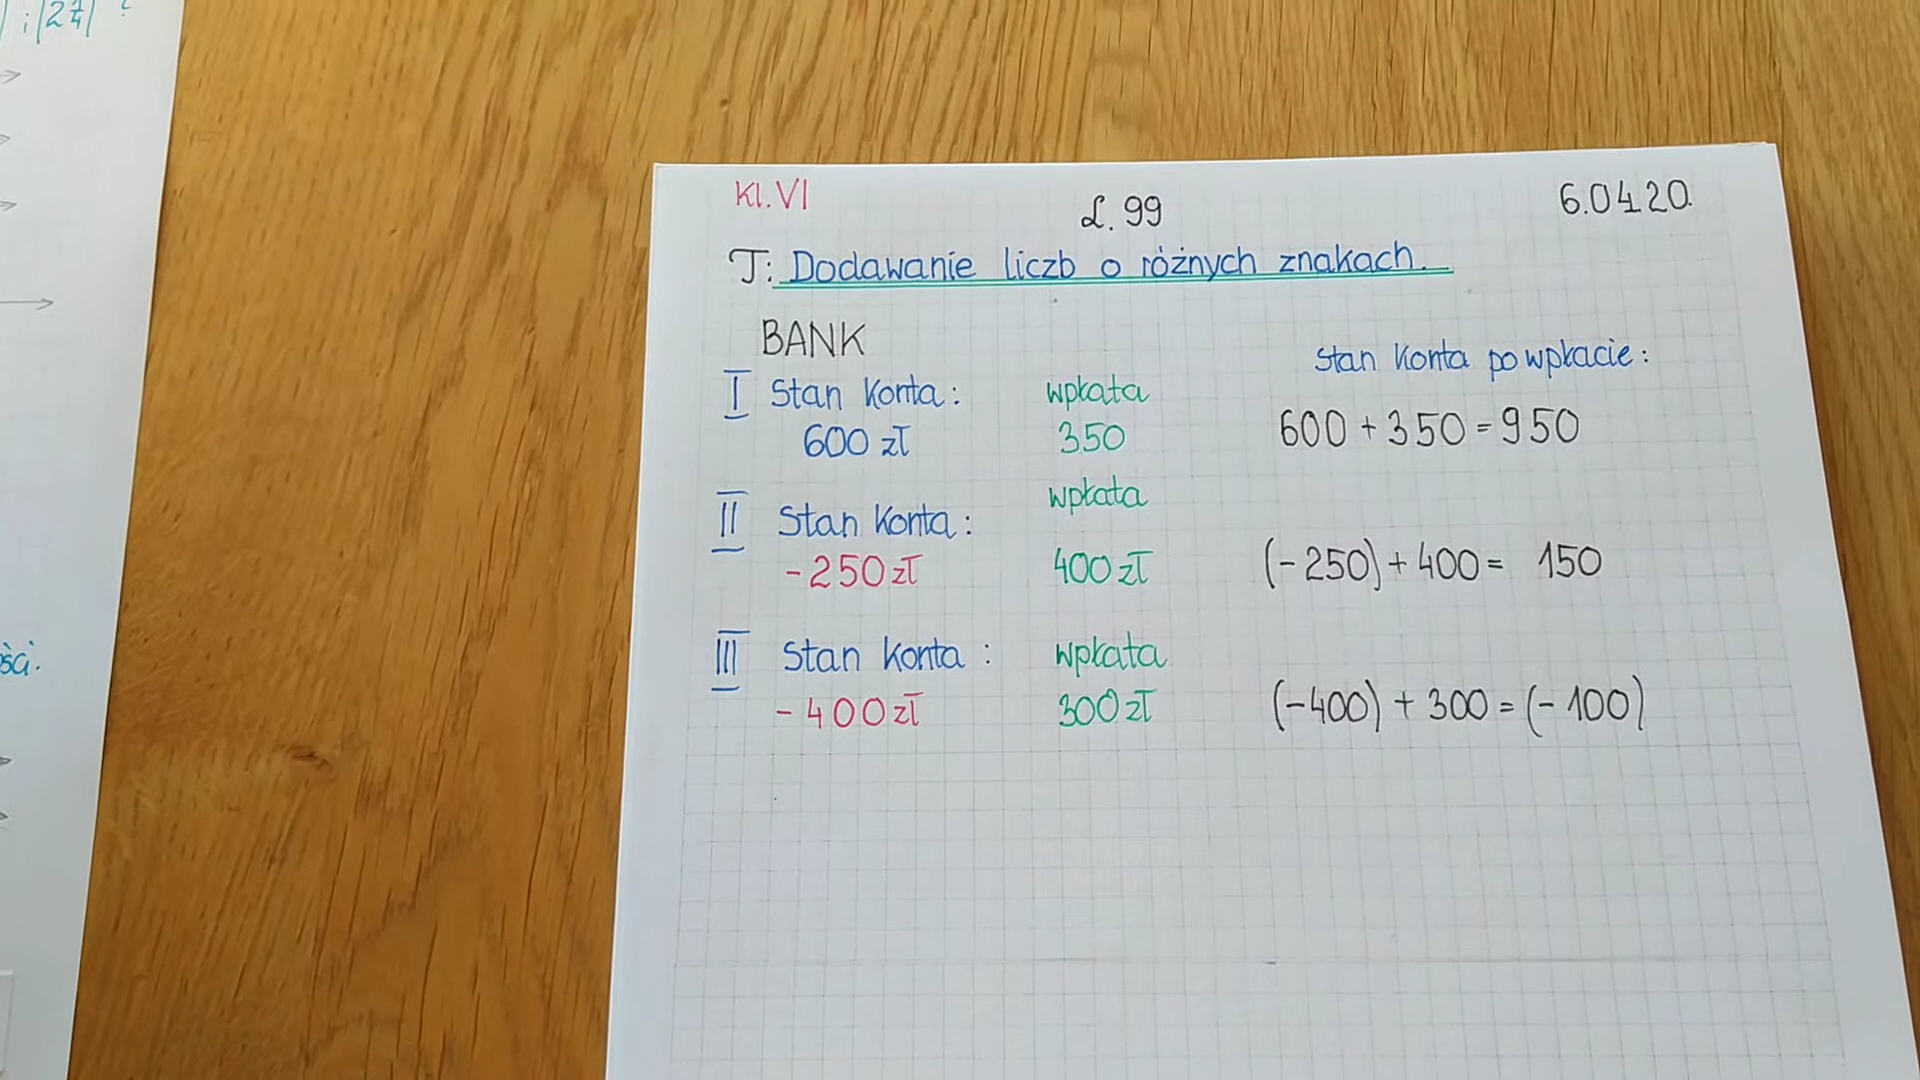 Kl.VI
L. 99
6.04.20.
T: Dodawanie liczb o różnych znakach.
BANK
Stan konta po wpłacie:
I Stan konta: wpłata
600 zł 350 600 + 350 = 950
II Stan konta: wpłata
-250 zł 400 zł (-250) + 400 = 150
III Stan konta: wpłata
-400 zł 300 zł (-400) + 300 = (-100)
ści.